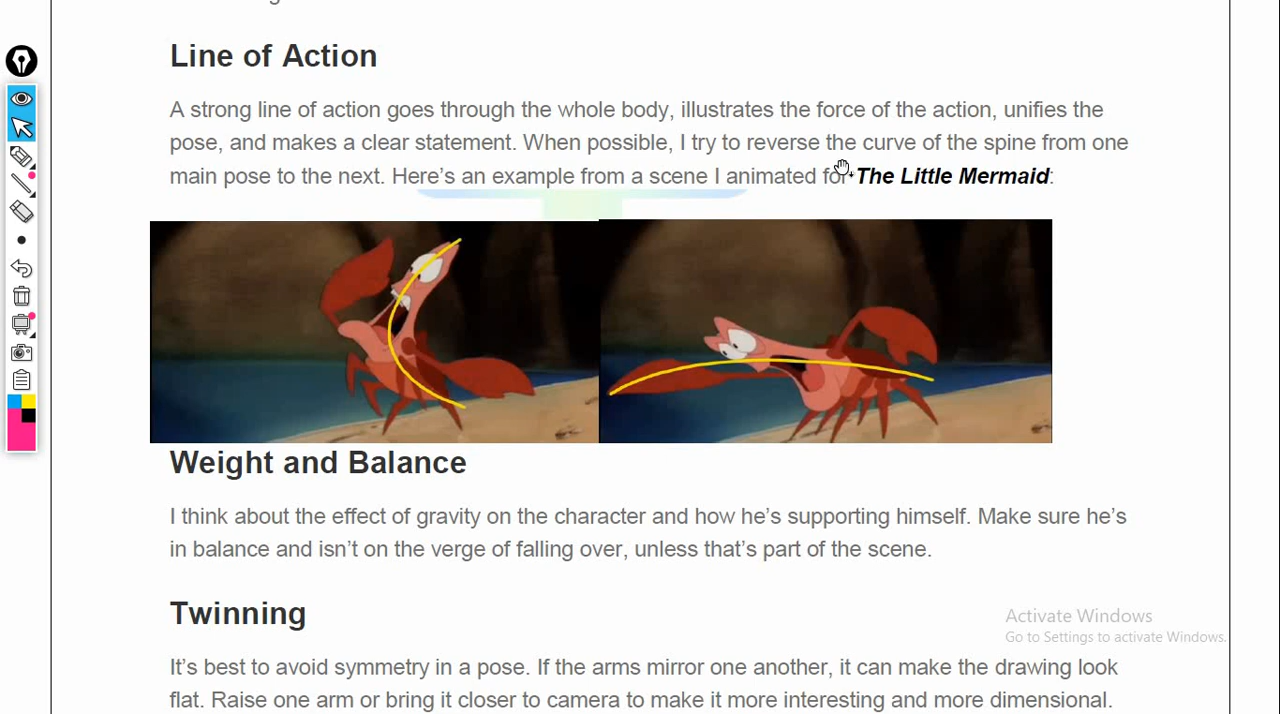 Line of Action
A strong line of action goes through the whole body, illustrates the force of the action, unifies the
pose, and makes a clear statement. When possible, I try to reverse the curve of the spine from one
main pose to the next. Here’s an example from a scene I animated for The Little Mermaid:
Weight and Balance
I think about the effect of gravity on the character and how he’s supporting himself. Make sure he’s
in balance and isn’t on the verge of falling over, unless that’s part of the scene.
Twinning
Activate Windows
Go to Settings to activate Windows.
It’s best to avoid symmetry in a pose. If the arms mirror one another, it can make the drawing look
flat. Raise one arm or bring it closer to camera to make it more interesting and more dimensional.